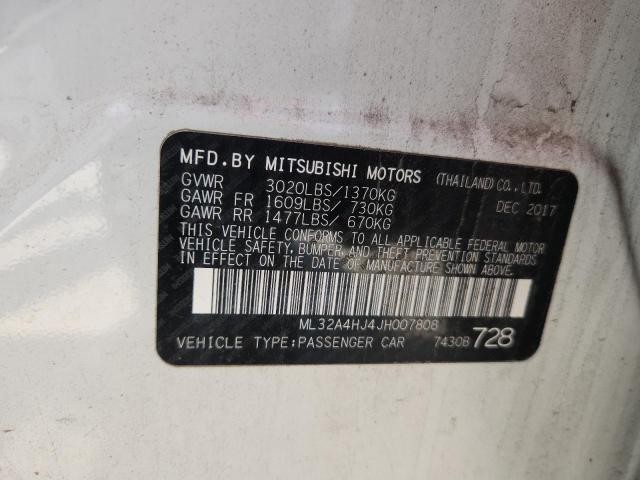 MFD.BY MITSUBISHI MOTORS (THAILAND)CO.,LTD.
GVWR 3020LBS/1370KG DEC 2017
GAWR FR 1609LBS/ 730KG
GAWR RR 1477LBS/ 670KG
THIS VEHICLE CONFORMS TO ALL APPLICABLE FEDERAL MOTOR
VEHICLE SAFETY, BUMPER, AND THEFT PREVENTION STANDARDS
IN EFFECT ON THE DATE OF MANUFACTURE SHOWN ABOVE.
ML32A4HJ4JH007808
VEHICLE TYPE:PASSENGER CAR 74308 728